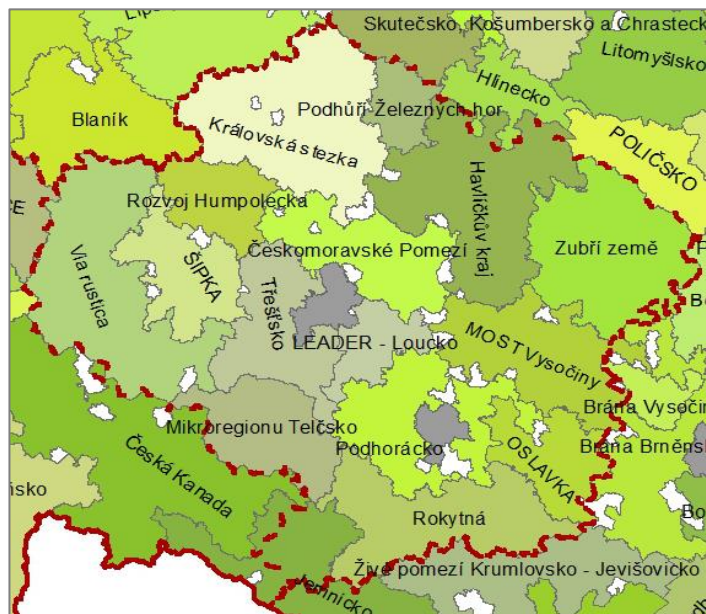 Skutečsko, Košumbersko a Chrasteck
Litomyšlsko
Hlinecko
Blaník
Podhůří Železných hor
Královská stezka
POLIČSKO
Rozvoj Humpolecka
Havlíčkův kraj
Českomoravské Pomezí
Zubří země
ŠIPKA
Via rustica
Třešťsko
LEADER - Loucko
MOST Vysočiny
Brána Vysočin
Mikroregionu Telčsko
Podhorácko
OSLAVKA
Brána Brněnsk
Česká Kanada
Rokytná
Živé pomezí Krumlovsko - Jevišovicko
Jemnicko